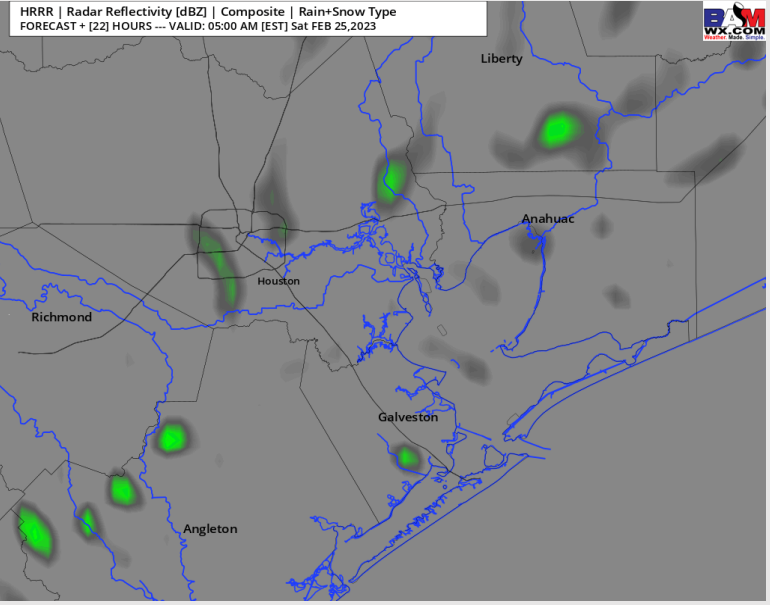 HRRR | Radar Reflectivity [dBZ] | Composite | Rain+Snow Type
FORECAST + [22] HOURS --- VALID: 05:00 AM [EST] Sat FEB 25,2023
BAM
WX.COM
Weather. Made. Simple.
Liberty
Anahuac
Houston
Richmond
Galveston
Angleton